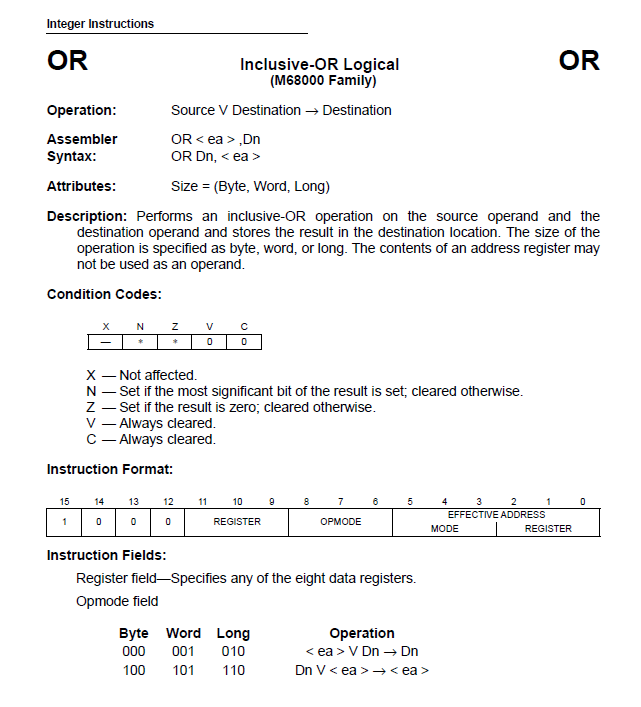 Integer Instructions
OR Inclusive-OR Logical OR
(M68000 Family)
Operation: Source V Destination → Destination
Assembler OR < ea > ,Dn
Syntax: OR Dn, < ea >
Attributes: Size = (Byte, Word, Long)
Description: Performs an inclusive-OR operation on the source operand and the
destination operand and stores the result in the destination location. The size of the
operation is specified as byte, word, or long. The contents of an address register may
not be used as an operand.
Condition Codes:
X N Z V C
— * * 0 0
X — Not affected.
N — Set if the most significant bit of the result is set; cleared otherwise.
Z — Set if the result is zero; cleared otherwise.
V — Always cleared.
C — Always cleared.
Instruction Format:
15 14 13 12 11 10 9 8 7 6 5 4 3 2 1 0
1 0 0 0 REGISTER OPMODE EFFECTIVE ADDRESS
MODE REGISTER
Instruction Fields:
Register field—Specifies any of the eight data registers.
Opmode field
Byte Word Long Operation
000 001 010 < ea > V Dn → Dn
100 101 110 Dn V < ea > → < ea >